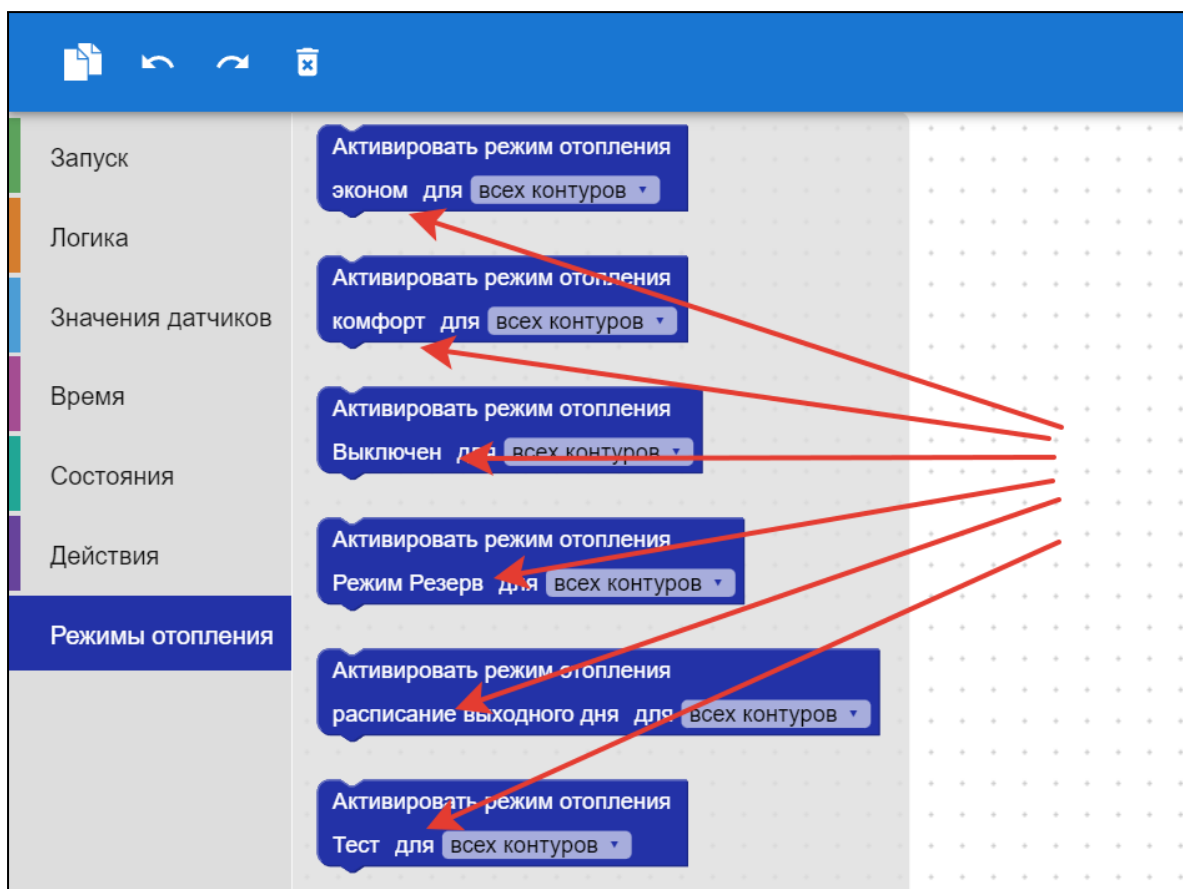 Запуск
Логика
Значения датчиков
Время
Состояния
Действия
Режимы отопления
Активировать режим отопления
эконом для всех контуров
Активировать режим отопления
комфорт для всех контуров
Активировать режим отопления
Выключен для всех контуров
Активировать режим отопления
Режим Резерв для всех контуров
Активировать режим отопления
расписание выходного дня для всех контуров
Активировать режим отопления
Тест для всех контуров